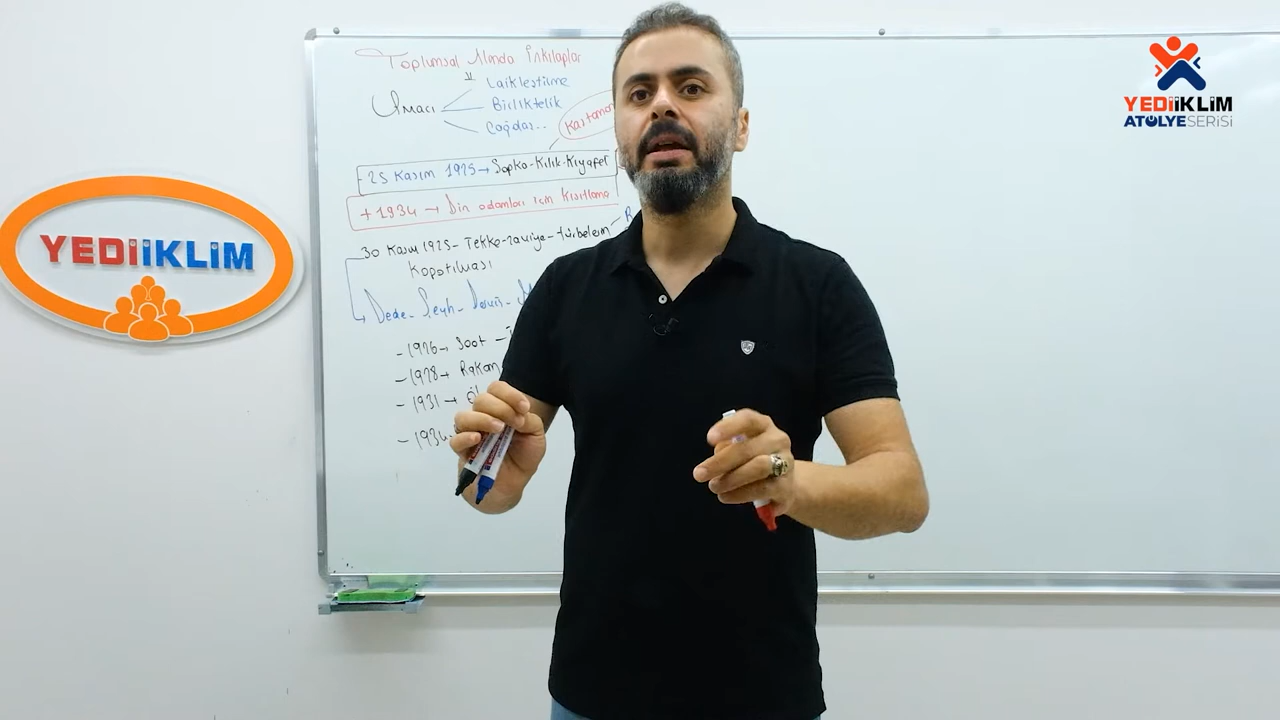 Toplumsal Alanda İnkılaplar
Amacı
Laikleştirme
Birliktelik
Çağdaş..
Kastamo
- 25 Kasım 1925 → Şapka-Kılık-Kıyafet
+ 1934 → Din adamları için Kısıtlama
30 Kasım 1925 - Tekke-zaviye-türbelerin
Kapatılması
Dede - Şeyh - Derviş -
- 1926 → Saat -
- 1928 → Rakam
- 1931 → Öl
- 1934
YEDİİKLİM
YEDİİKLİM
ATÖLYE SERİSİ